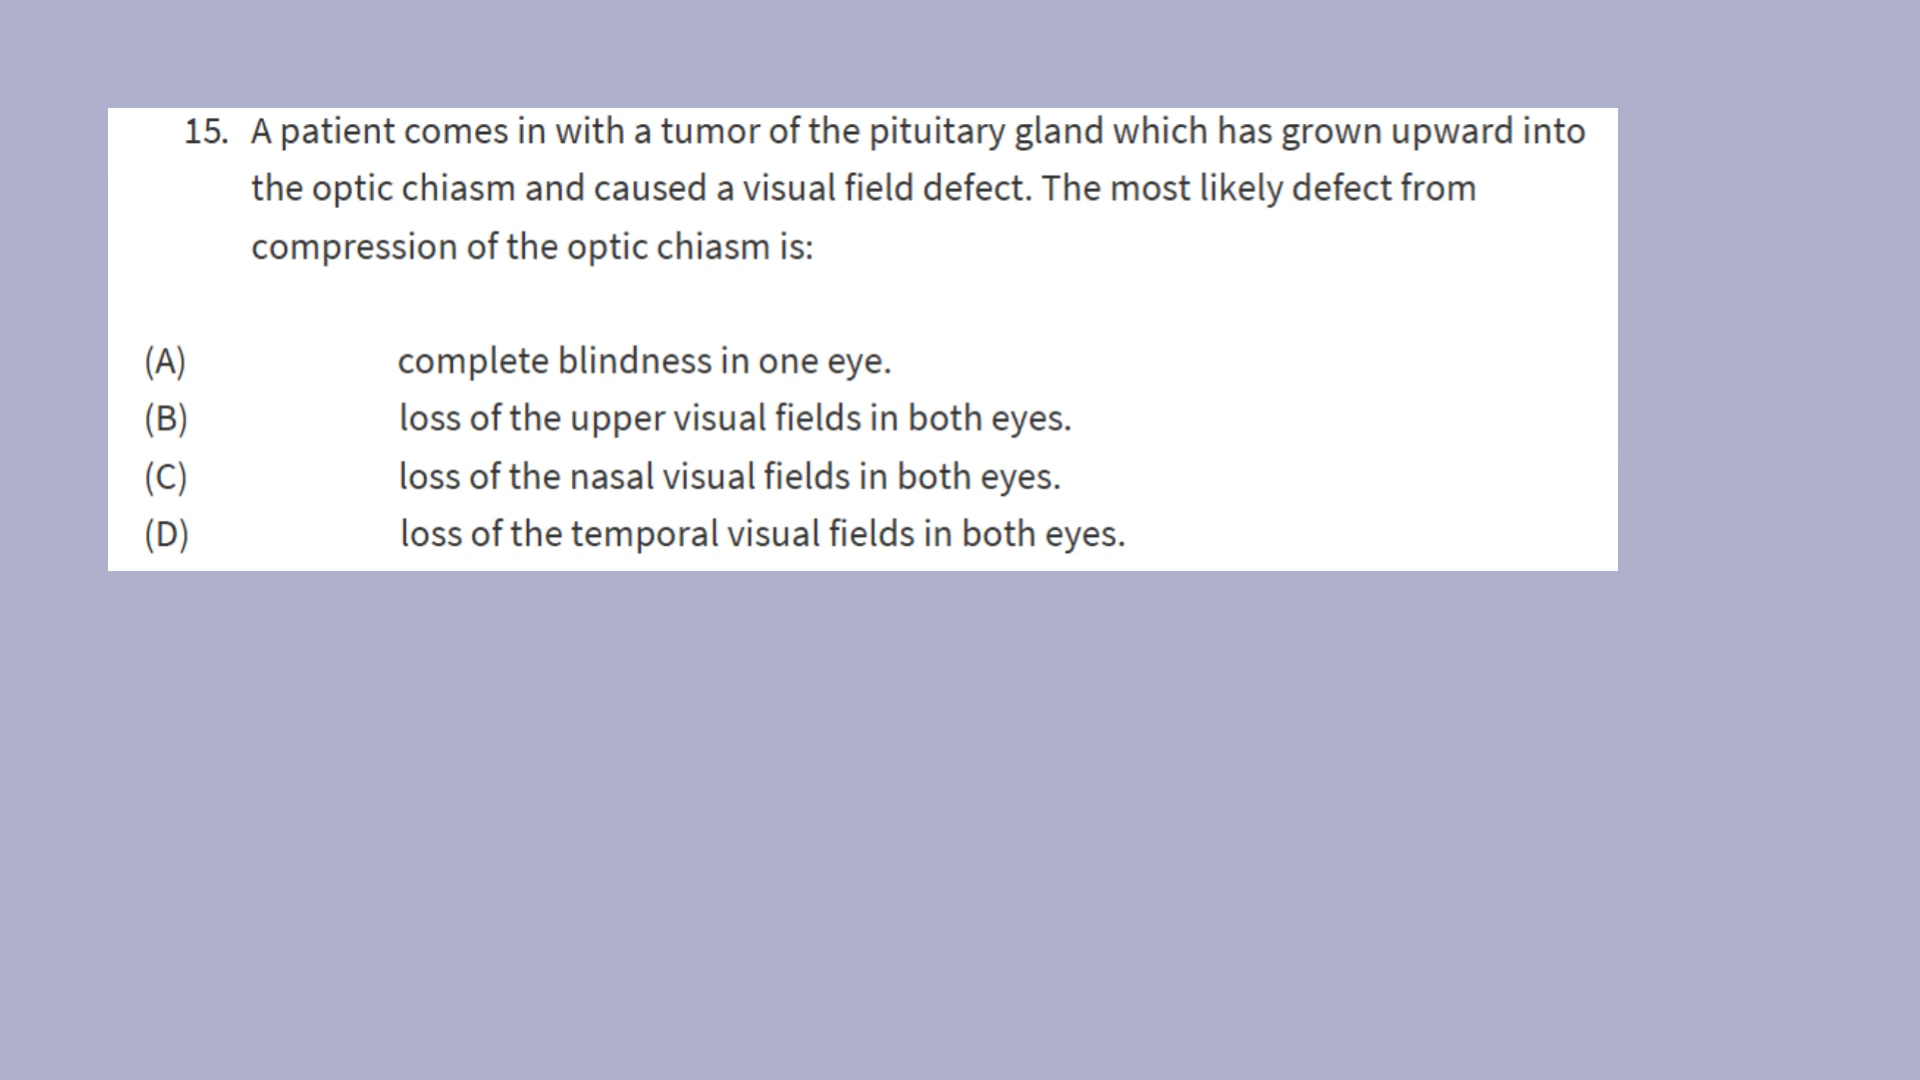 15. A patient comes in with a tumor of the pituitary gland which has grown upward into
the optic chiasm and caused a visual field defect. The most likely defect from
compression of the optic chiasm is:
(A) complete blindness in one eye.
(B) loss of the upper visual fields in both eyes.
(C) loss of the nasal visual fields in both eyes.
(D) loss of the temporal visual fields in both eyes.